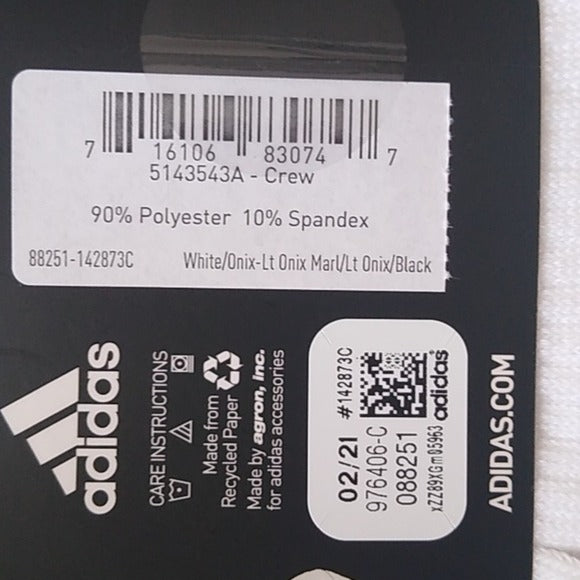 7 16106 83074 7
5143543A - Crew
90% Polyester 10% Spandex
88251-142873C White/Onix-Lt Onix Marl/Lt Onix/Black
adidas
CARE INSTRUCTIONS
Made from
Recycled Paper
Made by agron, Inc.
for adidas accessories
02/21 #142873C
976406-C
088251
xZZ89XGm05963 adidas
ADIDAS.COM